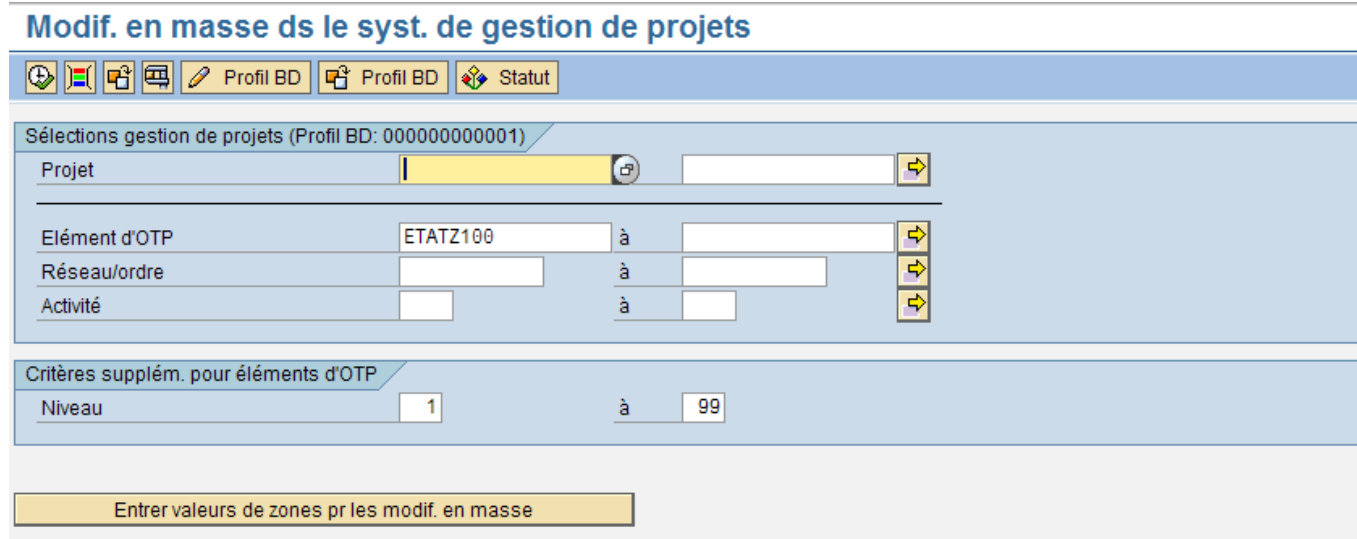 Modif. en masse ds le syst. de gestion de projets
Profil BD Profil BD Statut
Sélections gestion de projets (Profil BD: 000000000001)
Projet
Elément d'OTP ETATZ100 à
Réseau/ordre à
Activité à
Critères supplém. pour éléments d'OTP
Niveau 1 à 99
Entrer valeurs de zones pr les modif. en masse